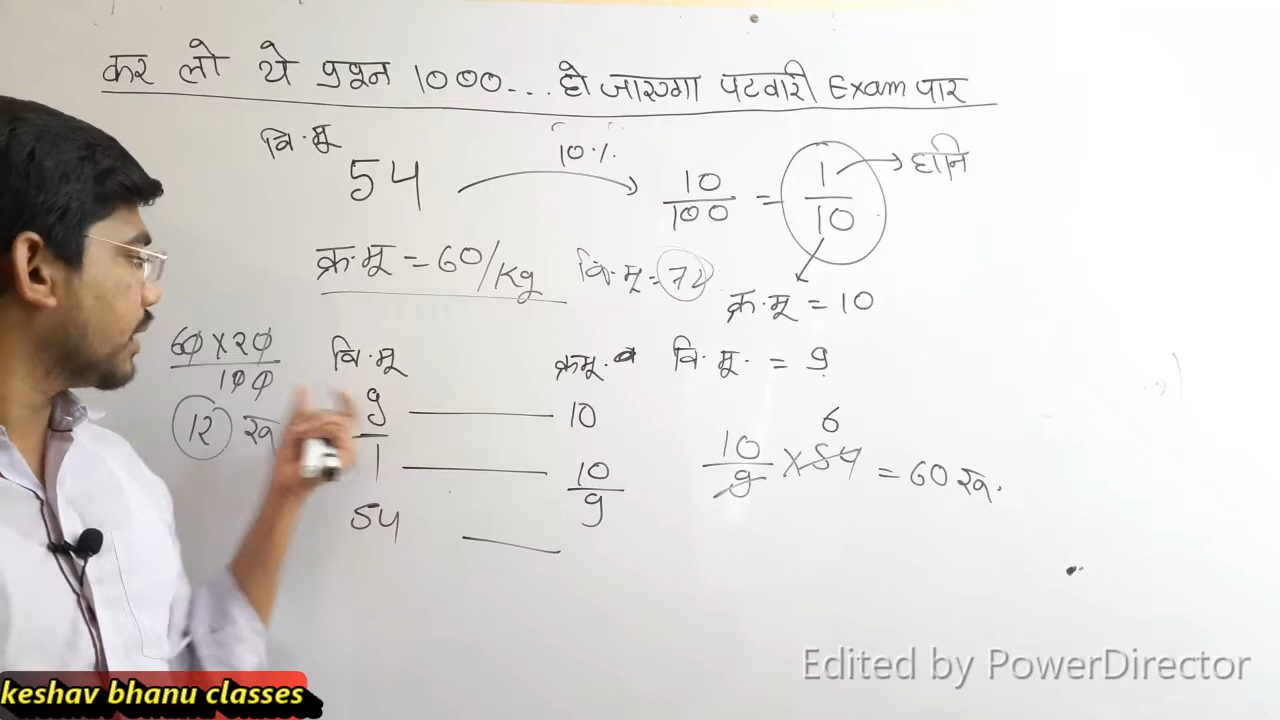 कर लो ये प्रश्न 1000... हो जाएगा पटवारी Exam पार
वि.मू
54
10%
10/100 = 1/10
हानि
क्र.मू = 60/Kg
वि.मू = 72
क्र.मू = 10
60 X 20
100
12 रू
वि.मू
क्रमू.
वि. मू. = 9
9
10
1
10/9
54
6
10/9 X 54 = 60 रू.
Edited by PowerDirector
keshav bhanu classes